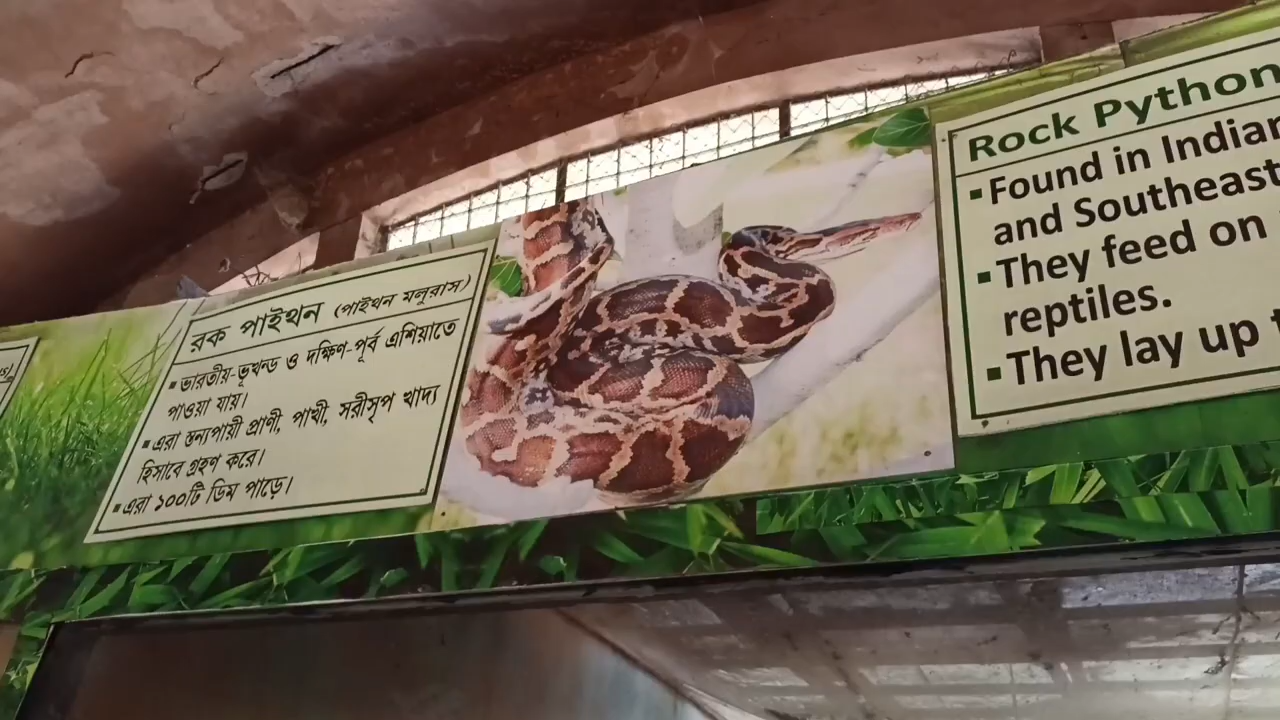 রক পাইথন (পাইথন মলুরাস)
▪ ভারতীয়-ভূখন্ড ও দক্ষিণ-পূর্ব এশিয়াতে
পাওয়া যায়।
▪ এরা স্তন্যপায়ী প্রাণী, পাখী, সরীসৃপ খাদ্য
হিসাবে গ্রহণ করে।
▪ এরা ১০০টি ডিম পাড়ে।
Rock Python
▪ Found in Indian
and Southeast
▪ They feed on
reptiles.
▪ They lay up